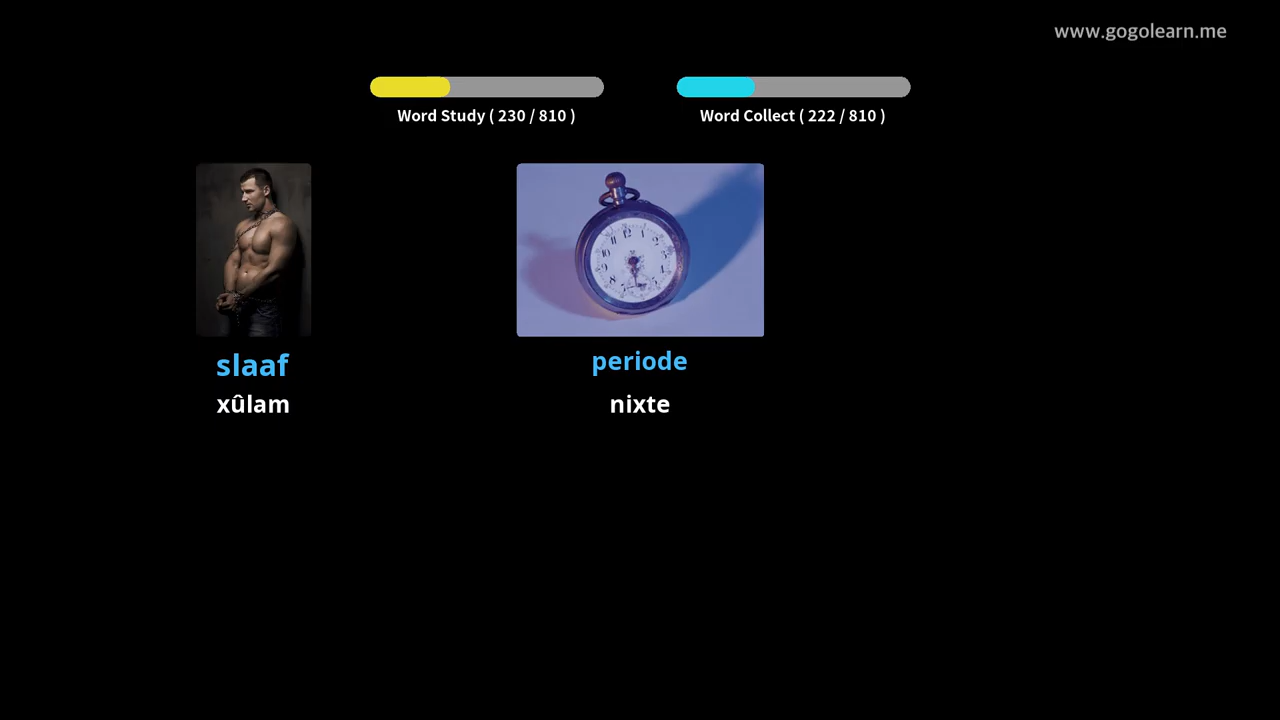 www.gogolearn.me
Word Study ( 230 / 810 )
Word Collect ( 222 / 810 )
slaaf
xûlam
periode
nixte